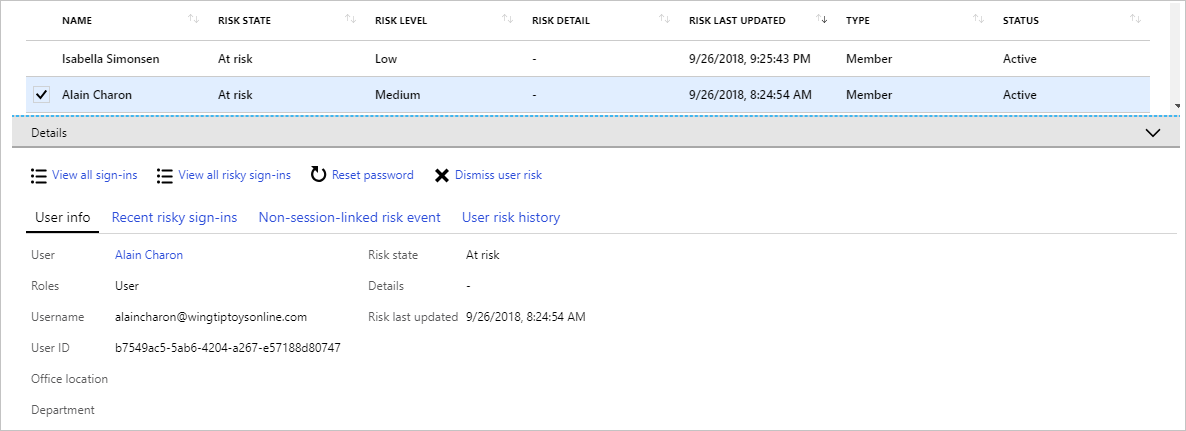 NAME RISK STATE RISK LEVEL RISK DETAIL RISK LAST UPDATED TYPE STATUS
Isabella Simonsen At risk Low - 9/26/2018, 9:25:43 PM Member Active
Alain Charon At risk Medium - 9/26/2018, 8:24:54 AM Member Active
Details
View all sign-ins View all risky sign-ins Reset password Dismiss user risk
User info Recent risky sign-ins Non-session-linked risk event User risk history
User Alain Charon Risk state At risk
Roles User Details -
Username alaincharon@wingtiptoysonline.com Risk last updated 9/26/2018, 8:24:54 AM
User ID b7549ac5-5ab6-4204-a267-e57188d80747
Office location
Department